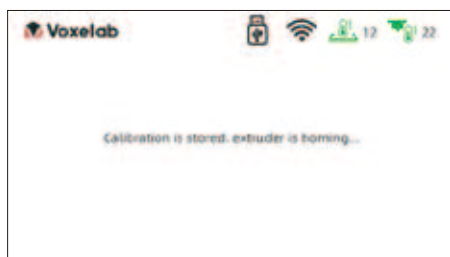 Voxelab 12 22
Calibration is stored. extruder is homing...